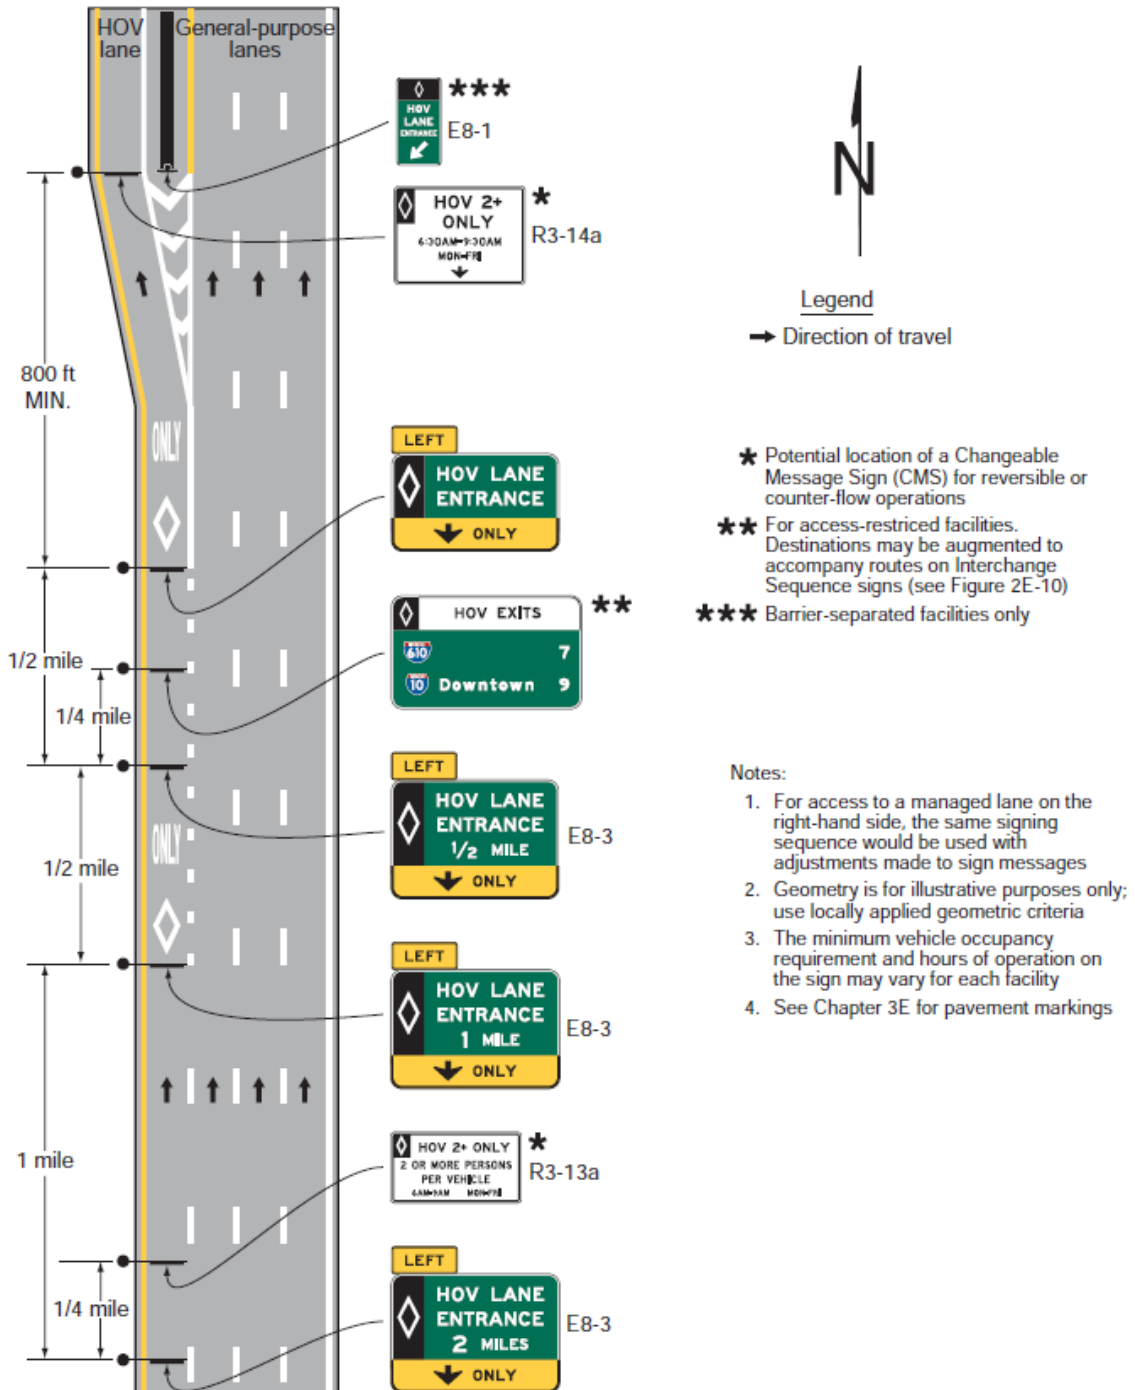 HOV
lane
General-purpose
lanes
HOV
LANE
ENTRANCE
***
E8-1
HOV 2+
ONLY
6:30AM-9:30AM
MON-FRI
*
R3-14a
N
Legend
Direction of travel
800 ft
MIN.
ONLY
LEFT
HOV LANE
ENTRANCE
ONLY
* Potential location of a Changeable
Message Sign (CMS) for reversible or
counter-flow operations
** For access-restriced facilities.
Destinations may be augmented to
accompany routes on Interchange
Sequence signs (see Figure 2E-10)
*** Barrier-separated facilities only
HOV EXITS
**
610 7
10 Downtown 9
1/2 mile
1/4 mile
LEFT
HOV LANE
ENTRANCE
1/2 MILE
ONLY
E8-3
ONLY
1/2 mile
Notes:
1. For access to a managed lane on the
right-hand side, the same signing
sequence would be used with
adjustments made to sign messages
2. Geometry is for illustrative purposes only;
use locally applied geometric criteria
3. The minimum vehicle occupancy
requirement and hours of operation on
the sign may vary for each facility
4. See Chapter 3E for pavement markings
LEFT
HOV LANE
ENTRANCE
1 MILE
ONLY
E8-3
1 mile
HOV 2+ ONLY
2 OR MORE PERSONS
PER VEHICLE
6AM-9AM MON-FRI
*
R3-13a
1/4 mile
LEFT
HOV LANE
ENTRANCE
2 MILES
ONLY
E8-3